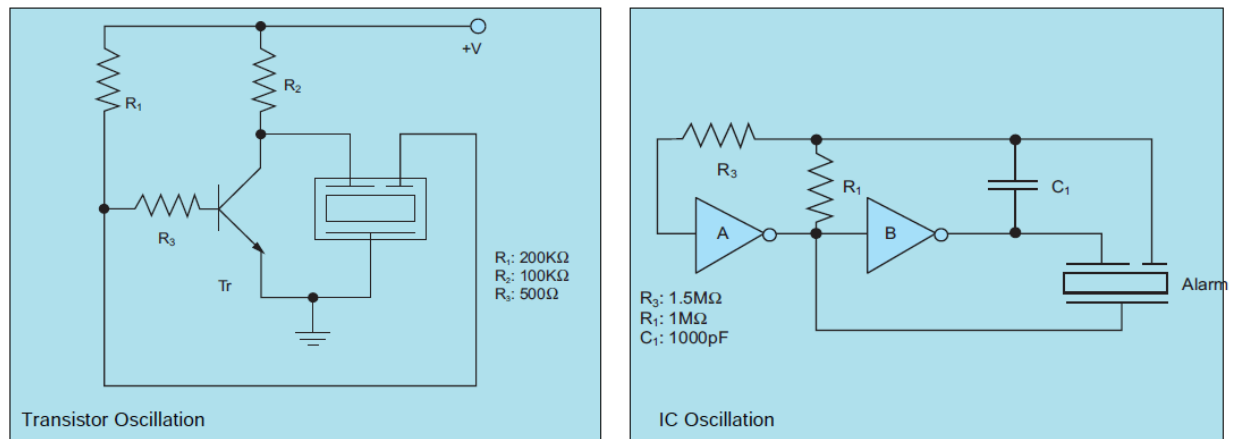 +V
R₁
R₂
R₃
Tr
R₁: 200KΩ
R₂: 100KΩ
R₃: 500Ω
Transistor Oscillation
R₃
R₁
C₁
A
B
Alarm
R₃: 1.5MΩ
R₁: 1MΩ
C₁: 1000pF
IC Oscillation